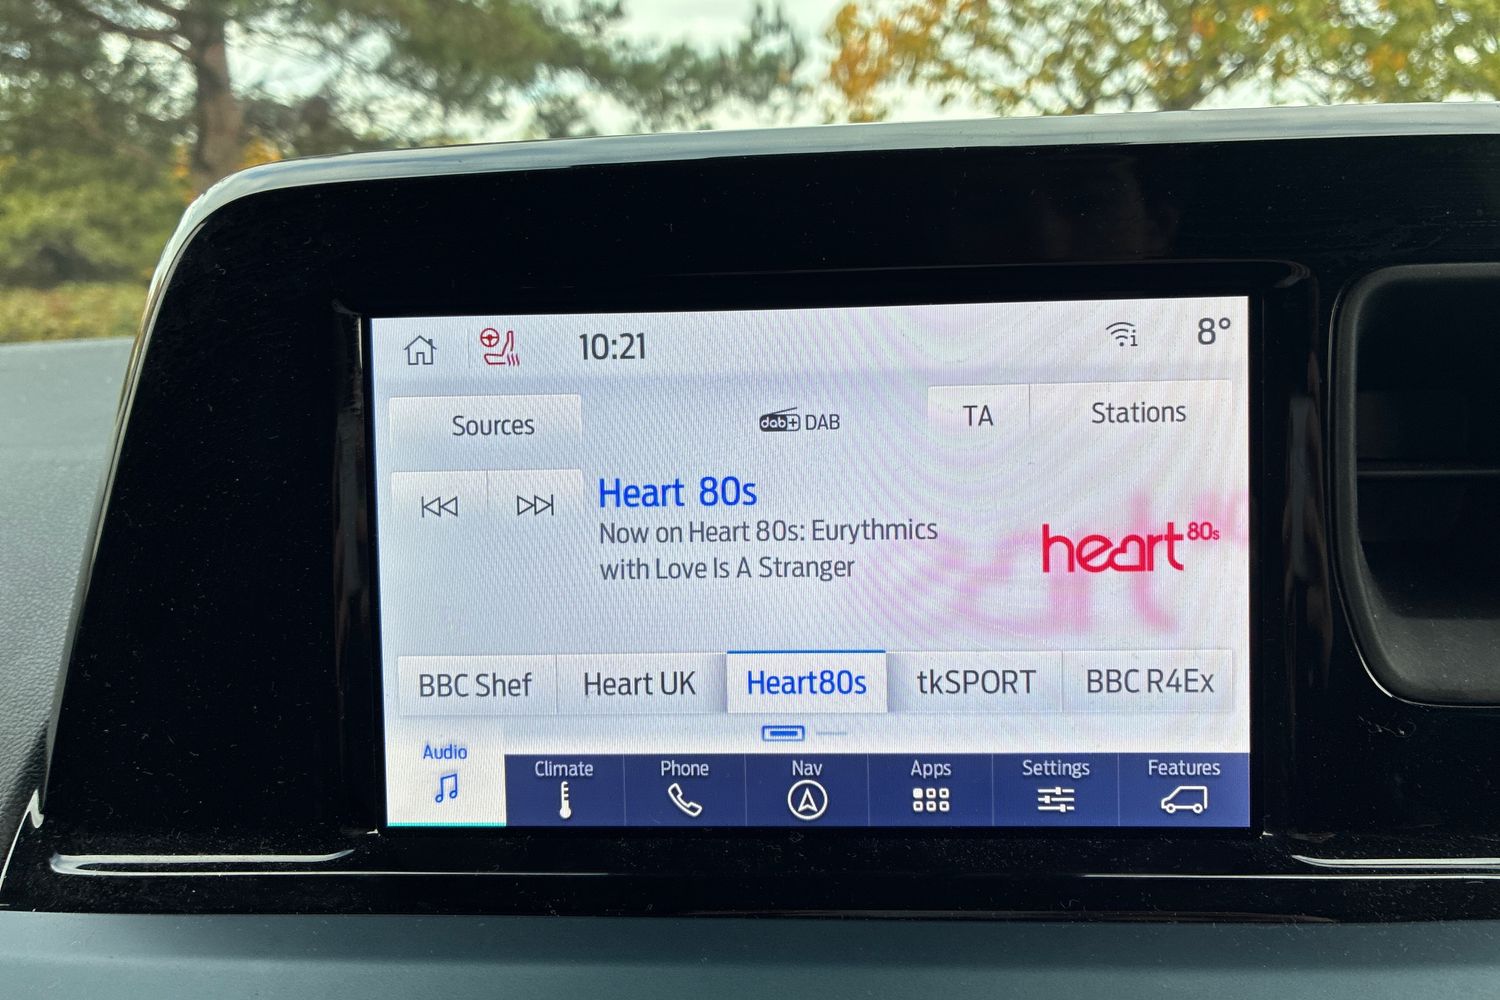 10:21
8°
Sources
dab+ DAB
TA
Stations
Heart 80s
Now on Heart 80s: Eurythmics
with Love Is A Stranger
heart 80s
BBC Shef
Heart UK
Heart80s
tkSPORT
BBC R4Ex
Audio
Climate
Phone
Nav
Apps
Settings
Features